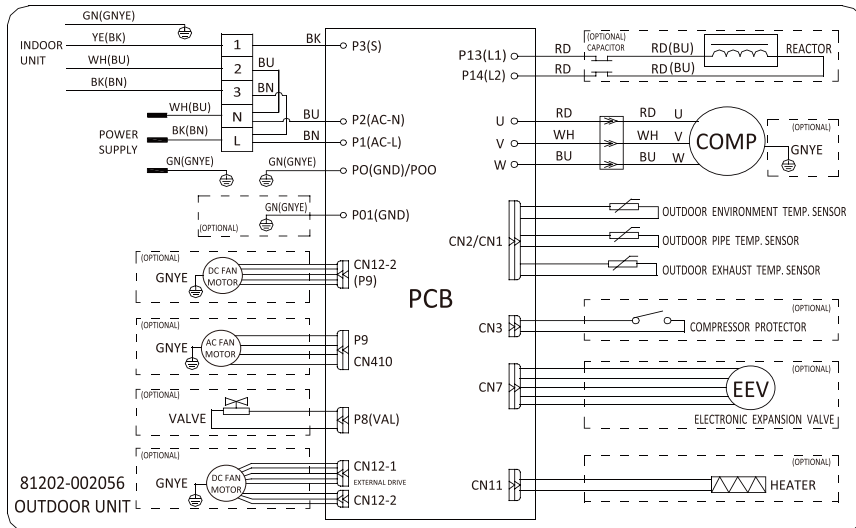 GN(GNYE)
INDOOR
UNIT
YE(BK)
WH(BU)
BK(BN)
1
2
3
N
L
BK
BU
BN
BU
BN
WH(BU)
BK(BN)
POWER
SUPPLY
GN(GNYE)
GN(GNYE)
GN(GNYE)
(OPTIONAL)
P3(S)
P2(AC-N)
P1(AC-L)
PO(GND)/POO
P01(GND)
(OPTIONAL)
GNYE
DC FAN
MOTOR
CN12-2
(P9)
(OPTIONAL)
GNYE
AC FAN
MOTOR
P9
CN410
(OPTIONAL)
VALVE
P8(VAL)
(OPTIONAL)
GNYE
DC FAN
MOTOR
CN12-1
EXTERNAL DRIVE
CN12-2
81202-002056
OUTDOOR UNIT
PCB
P13(L1)
P14(L2)
RD
RD
(OPTIONAL)
CAPACITOR
RD(BU)
RD(BU)
REACTOR
U
V
W
RD
WH
BU
RD
WH
BU
U
V
W
COMP
(OPTIONAL)
GNYE
CN2/CN1
OUTDOOR ENVIRONMENT TEMP. SENSOR
OUTDOOR PIPE TEMP. SENSOR
OUTDOOR EXHAUST TEMP. SENSOR
CN3
(OPTIONAL)
COMPRESSOR PROTECTOR
CN7
(OPTIONAL)
EEV
ELECTRONIC EXPANSION VALVE
CN11
(OPTIONAL)
HEATER